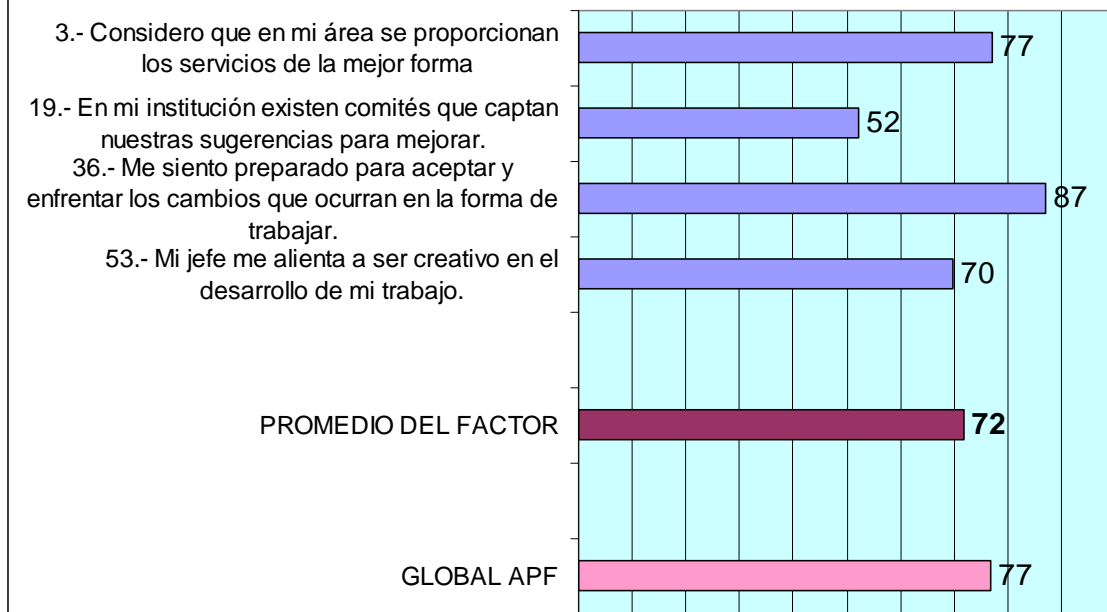 3.- Considero que en mi área se proporcionan
los servicios de la mejor forma
77
19.- En mi institución existen comités que captan
nuestras sugerencias para mejorar.
52
36.- Me siento preparado para aceptar y
enfrentar los cambios que ocurran en la forma de
trabajar.
87
53.- Mi jefe me alienta a ser creativo en el
desarrollo de mi trabajo.
70
PROMEDIO DEL FACTOR
72
GLOBAL APF
77